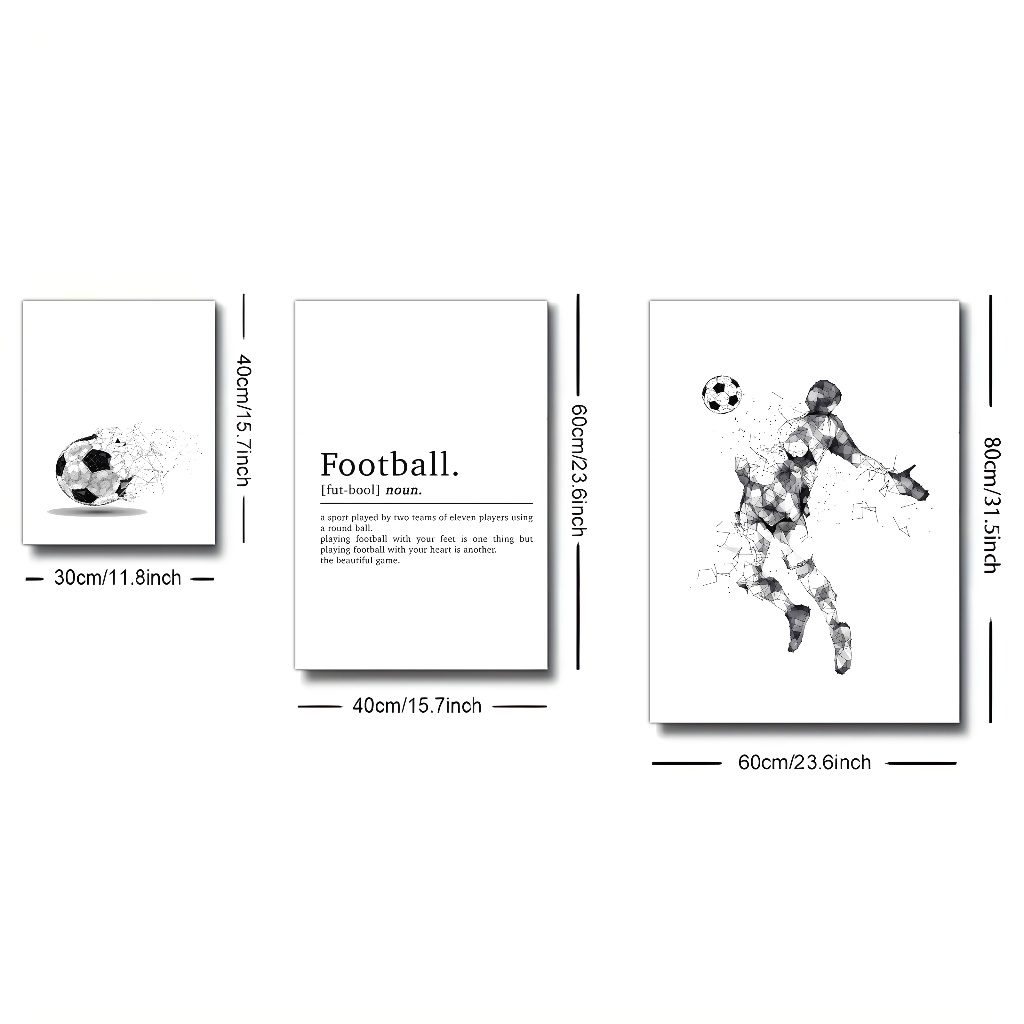 40cm/15.7inch
30cm/11.8inch
Football.
[fut-bool] noun.
a sport played by two teams of eleven players using
a round ball.
playing football with your feet is one thing but
playing football with your heart is another.
the beautiful game.
60cm/23.6inch
40cm/15.7inch
80cm/31.5inch
60cm/23.6inch